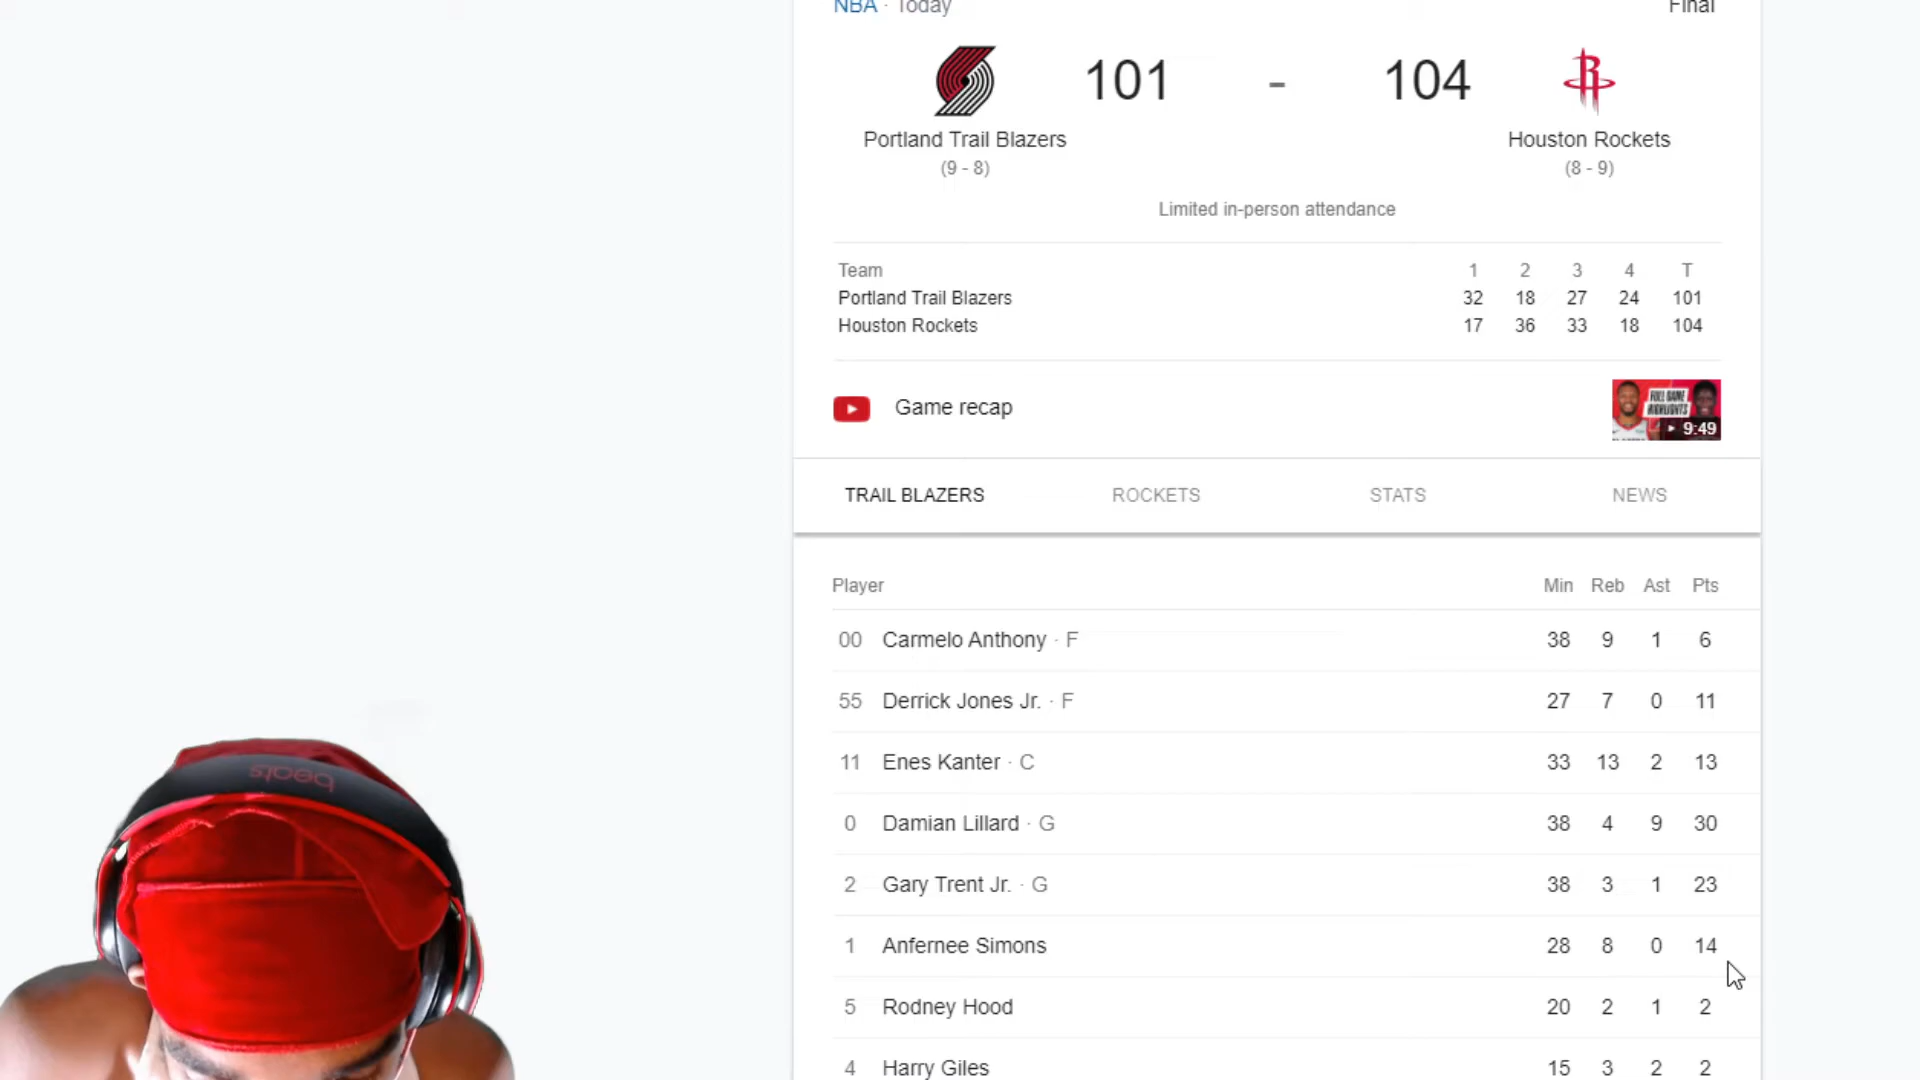 NBA · Today Final
101 - 104
Portland Trail Blazers Houston Rockets
(9 - 8) (8 - 9)
Limited in-person attendance
Team 1 2 3 4 T
Portland Trail Blazers 32 18 27 24 101
Houston Rockets 17 36 33 18 104
Game recap
FULL GAME
HIGHLIGHTS
9:49
TRAIL BLAZERS ROCKETS STATS NEWS
Player Min Reb Ast Pts
00 Carmelo Anthony · F 38 9 1 6
55 Derrick Jones Jr. · F 27 7 0 11
11 Enes Kanter · C 33 13 2 13
0 Damian Lillard · G 38 4 9 30
2 Gary Trent Jr. · G 38 3 1 23
1 Anfernee Simons 28 8 0 14
5 Rodney Hood 20 2 1 2
4 Harry Giles 15 3 2 2
beats